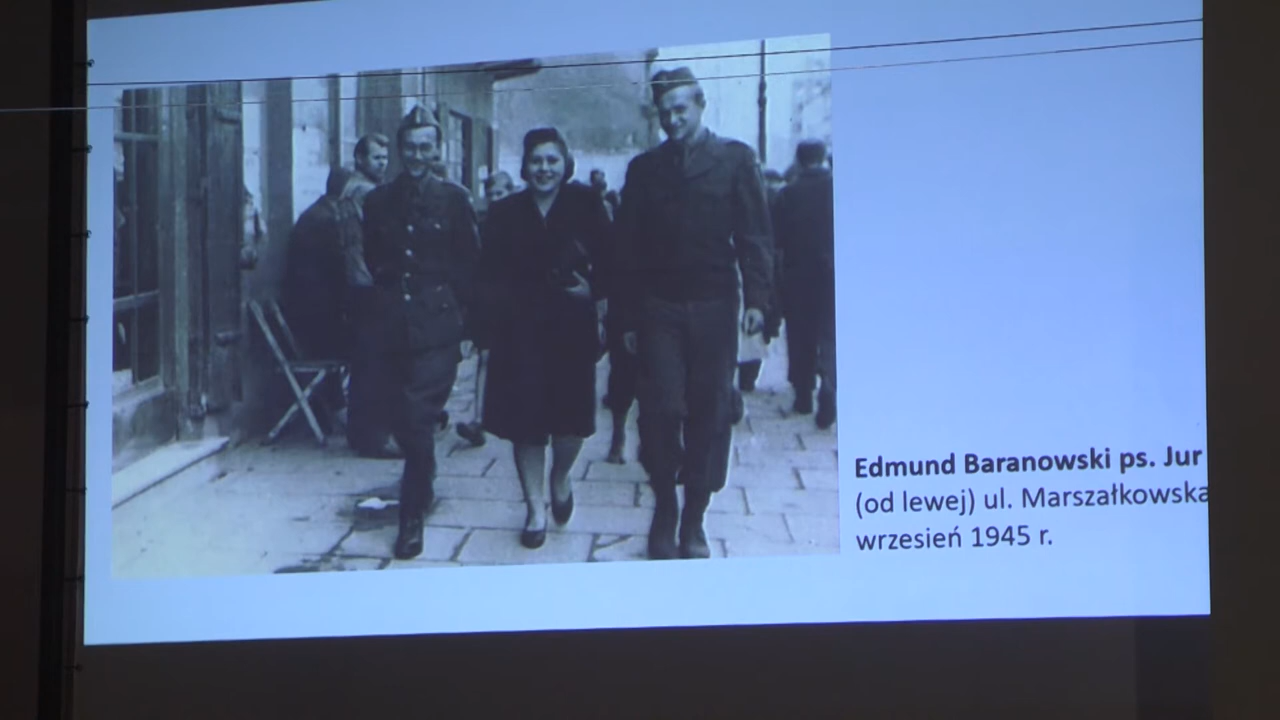 Edmund Baranowski ps. Jur
(od lewej) ul. Marszałkowska
wrzesień 1945 r.